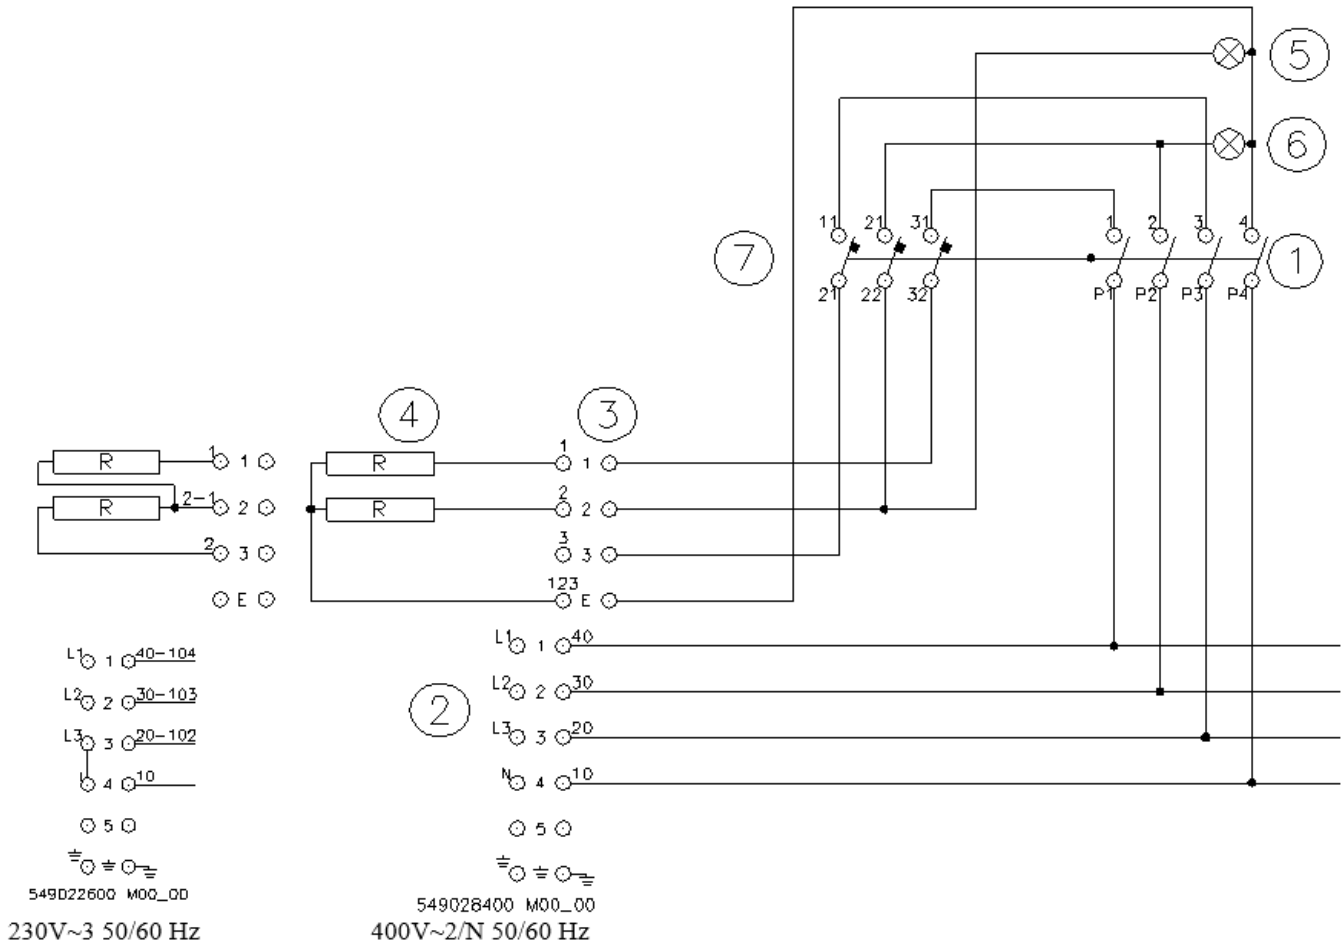 5
6
11 21 31 1 2 3 4
7 1
21 22 32 P1 P2 P3 P4
4 3
R 1 1 R 1 1
R 2-1 2 R 2 2
2 3 3 3
E 123 E
L1 1 40-104 L1 1 40
L2 2 30-103 2 L2 2 30
L3 3 20-102 L3 3 20
4 10 N 4 10
5 5
549D22600 M00_0D 549028400 M00_00
230V~3 50/60 Hz 400V~2/N 50/60 Hz